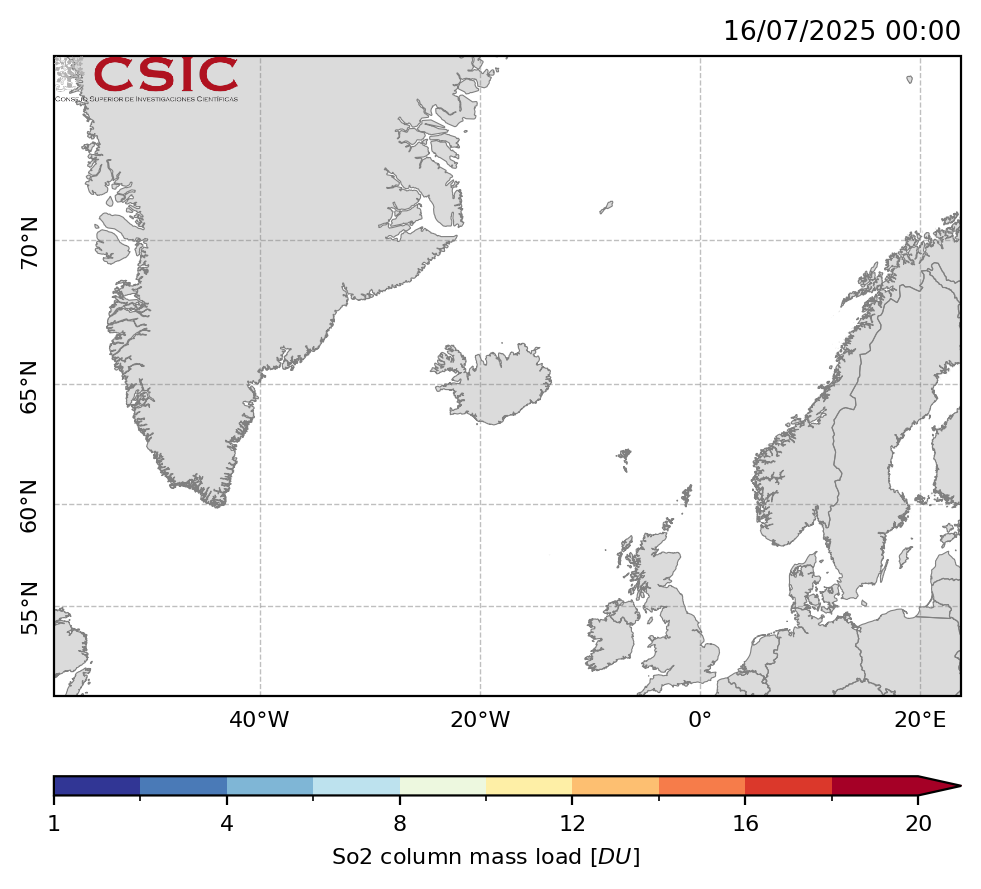 16/07/2025 00:00
CSIC
CONSEJO SUPERIOR DE INVESTIGACIONES CIENTÍFICAS
70°N
65°N
60°N
55°N
40°W 20°W 0° 20°E
1 4 8 12 16 20
So2 column mass load [DU]